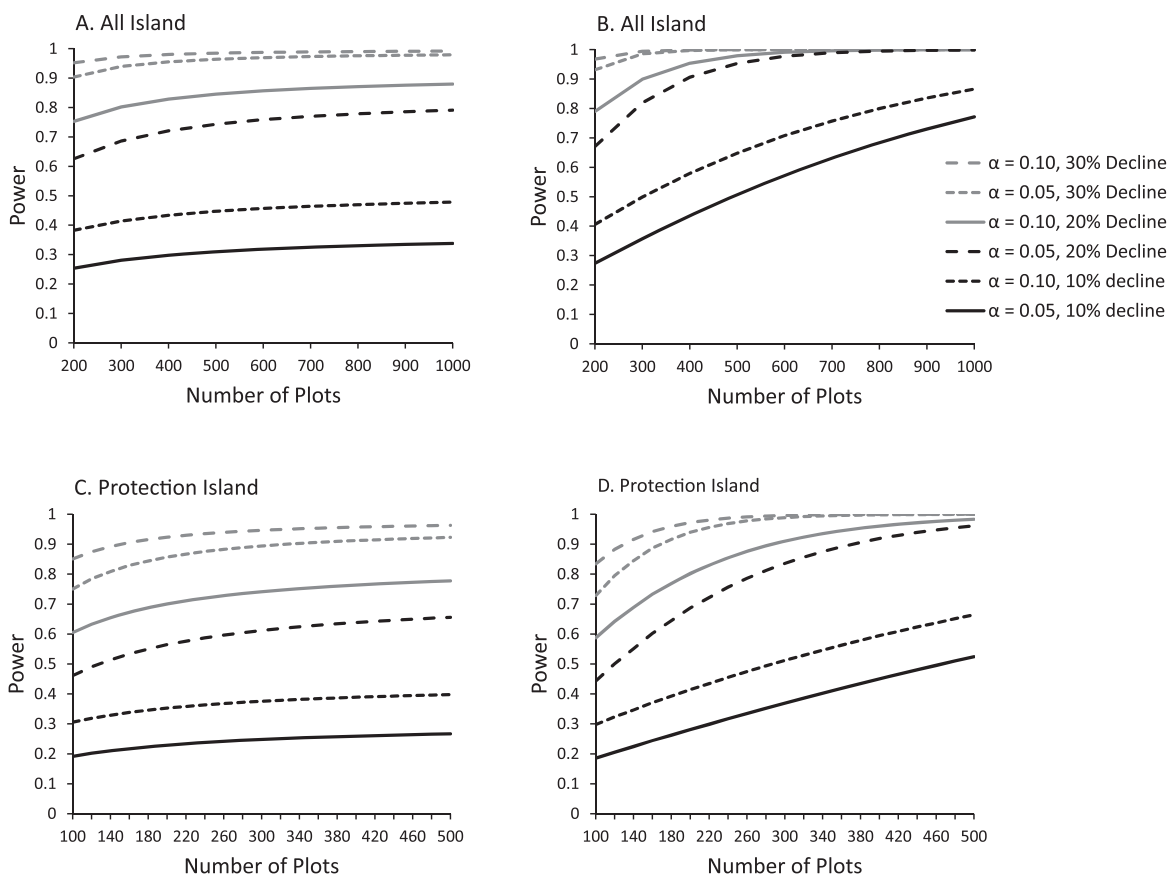 A. All Island
1
0.9
0.8
0.7
0.6
0.5
0.4
0.3
0.2
0.1
0
Power
200 300 400 500 600 700 800 900 1000
Number of Plots
B. All Island
1
0.9
0.8
0.7
0.6
0.5
0.4
0.3
0.2
0.1
0
Power
200 300 400 500 600 700 800 900 1000
Number of Plots
α = 0.10, 30% Decline
α = 0.05, 30% Decline
α = 0.10, 20% Decline
α = 0.05, 20% Decline
α = 0.10, 10% decline
α = 0.05, 10% decline
C. Protection Island
1
0.9
0.8
0.7
0.6
0.5
0.4
0.3
0.2
0.1
0
Power
100 140 180 220 260 300 340 380 420 460 500
Number of Plots
D. Protection Island
1
0.9
0.8
0.7
0.6
0.5
0.4
0.3
0.2
0.1
0
Power
100 140 180 220 260 300 340 380 420 460 500
Number of Plots